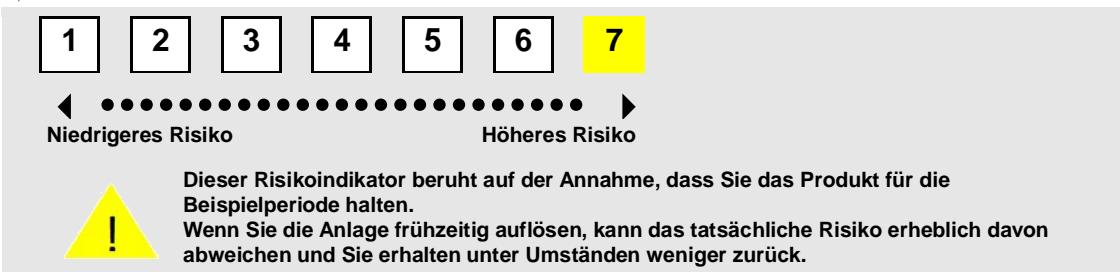 1 2 3 4 5 6 7
Niedrigeres Risiko Höheres Risiko
!
Dieser Risikoindikator beruht auf der Annahme, dass Sie das Produkt für die
Beispielperiode halten.
Wenn Sie die Anlage frühzeitig auflösen, kann das tatsächliche Risiko erheblich davon
abweichen und Sie erhalten unter Umständen weniger zurück.